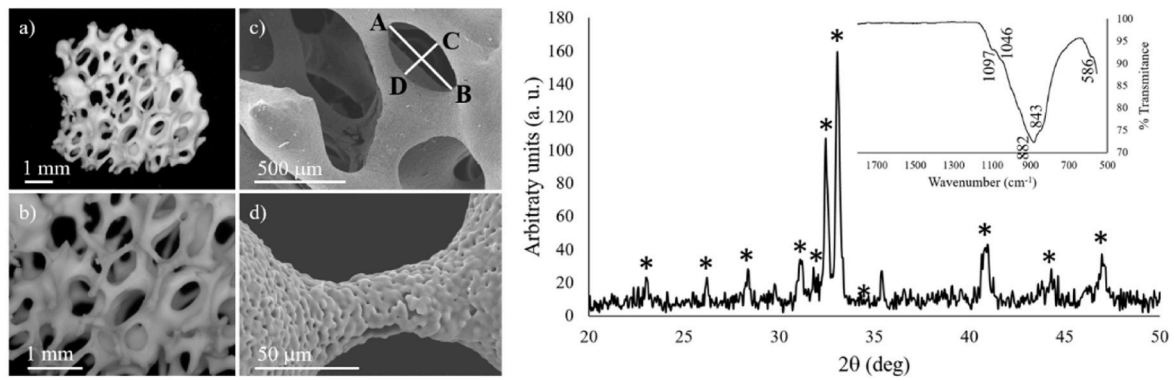 a)
1 mm
b)
1 mm
c)
A
C
D
B
500 µm
d)
50 µm
Arbitraty units (a. u.)
180
160
140
120
100
80
60
40
20
0
20
25
30
35
40
45
50
2θ (deg)
*
*
*
*
*
*
*
*
*
*
*
1097
1046
882
843
586
100
95
90
85
80
75
70
% Transmitance
1700
1500
1300
1100
900
700
500
Wavenumber (cm⁻¹)